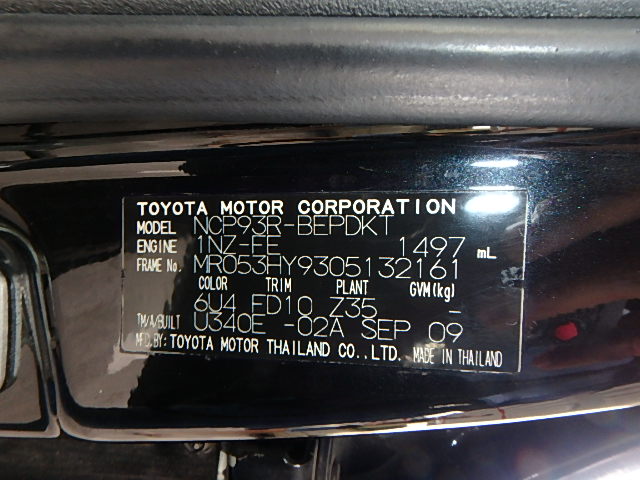 TOYOTA MOTOR CORPORATION
MODEL NCP93R-BEPDKT
ENGINE 1NZ-FE 1497 mL
FRAME No. MR053HY9305132161
COLOR TRIM PLANT GVM(kg)
6U4 FD10 Z35 -
TM/A/BUILT U340E -02A SEP 09
MFD.BY: TOYOTA MOTOR THAILAND CO.,LTD. MADE IN THAILAND